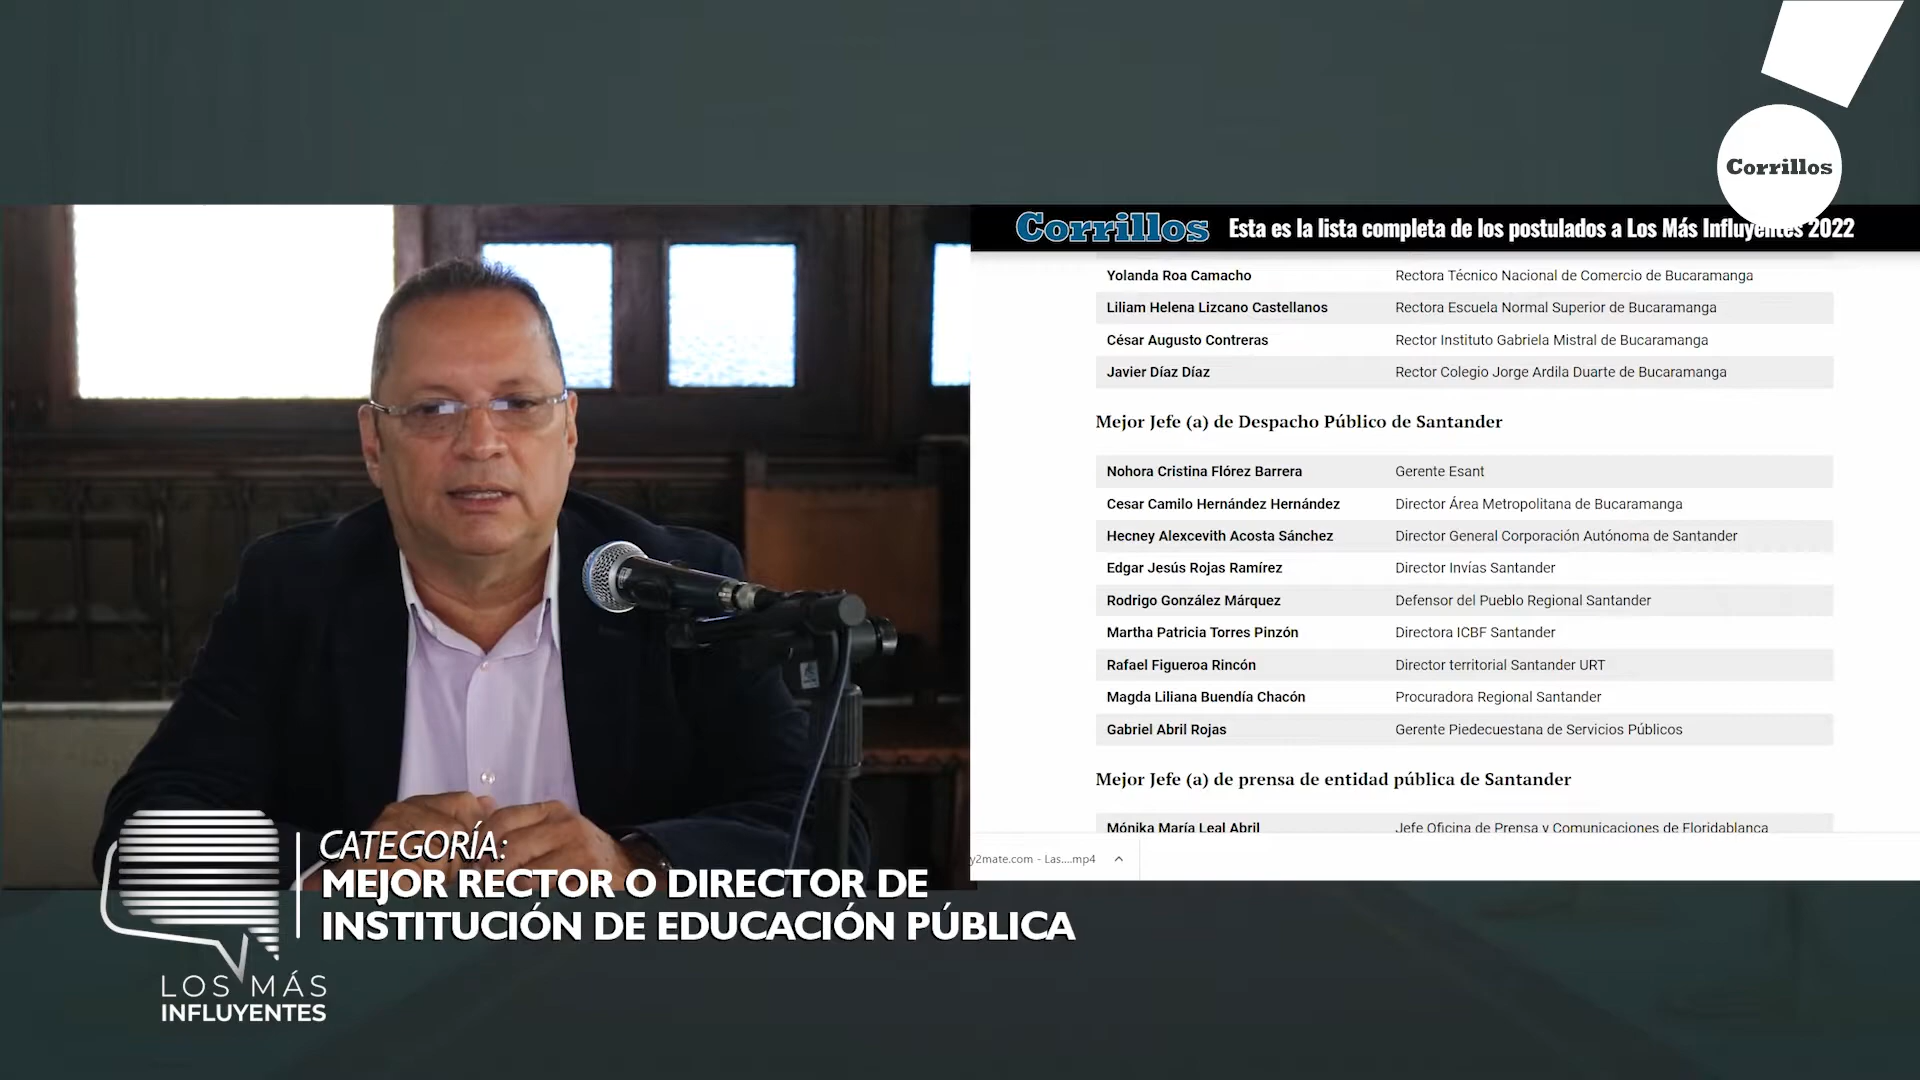 Corrillos
Corrillos Esta es la lista completa de los postulados a Los Más Influyentes 2022
Yolanda Roa Camacho Rectora Técnico Nacional de Comercio de Bucaramanga
Liliam Helena Lizcano Castellanos Rectora Escuela Normal Superior de Bucaramanga
César Augusto Contreras Rector Instituto Gabriela Mistral de Bucaramanga
Javier Díaz Díaz Rector Colegio Jorge Ardila Duarte de Bucaramanga
Mejor Jefe (a) de Despacho Público de Santander
Nohora Cristina Flórez Barrera Gerente Esant
Cesar Camilo Hernández Hernández Director Área Metropolitana de Bucaramanga
Hecney Alexcevith Acosta Sánchez Director General Corporación Autónoma de Santander
Edgar Jesús Rojas Ramírez Director Invías Santander
Rodrigo González Márquez Defensor del Pueblo Regional Santander
Martha Patricia Torres Pinzón Directora ICBF Santander
Rafael Figueroa Rincón Director territorial Santander URT
Magda Liliana Buendía Chacón Procuradora Regional Santander
Gabriel Abril Rojas Gerente Piedecuestana de Servicios Públicos
Mejor Jefe (a) de prensa de entidad pública de Santander
Mónika María Leal Abril Jefe Oficina de Prensa y Comunicaciones de Floridablanca
y2mate.com - Las....mp4
CATEGORÍA:
MEJOR RECTOR O DIRECTOR DE
INSTITUCIÓN DE EDUCACIÓN PÚBLICA
LOS MÁS
INFLUYENTES